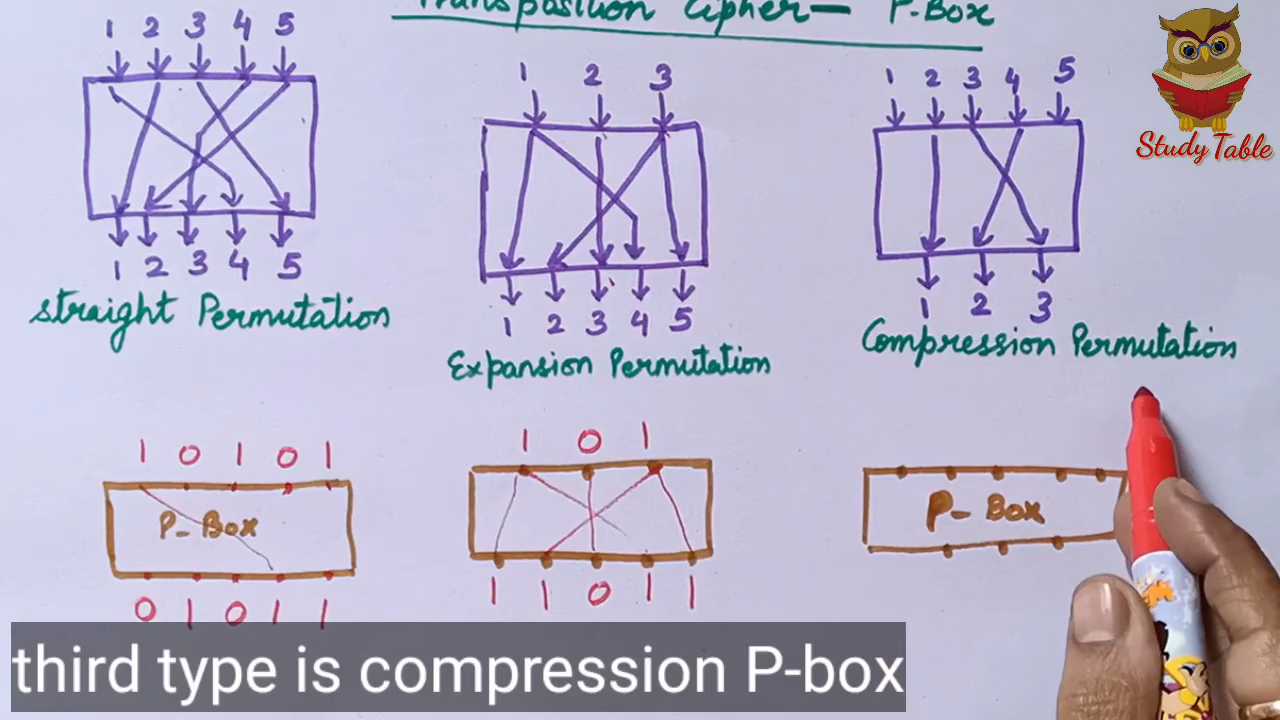 Transposition Cipher— P-Box
1 2 3 4 5
1 2 3 4 5
Straight Permutation
1 2 3
1 2 3 4 5
Expansion Permutation
1 2 3 4 5
1 2 3
Compression Permutation
Study Table
1 0 1 0 1
P-Box
0 1 0 1 1
1 0 1
1 1 0 1 1
P-Box
third type is compression P-box